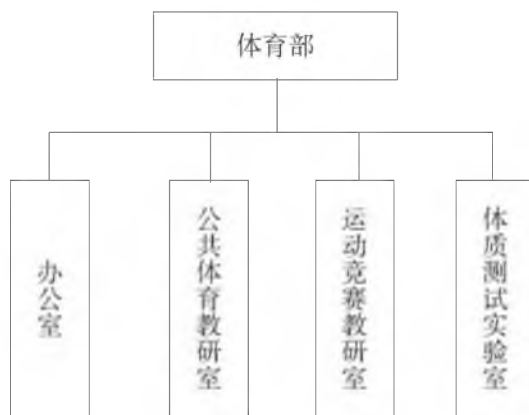 体育部
办公室
公共体育教研室
运动竞赛教研室
体质测试实验室